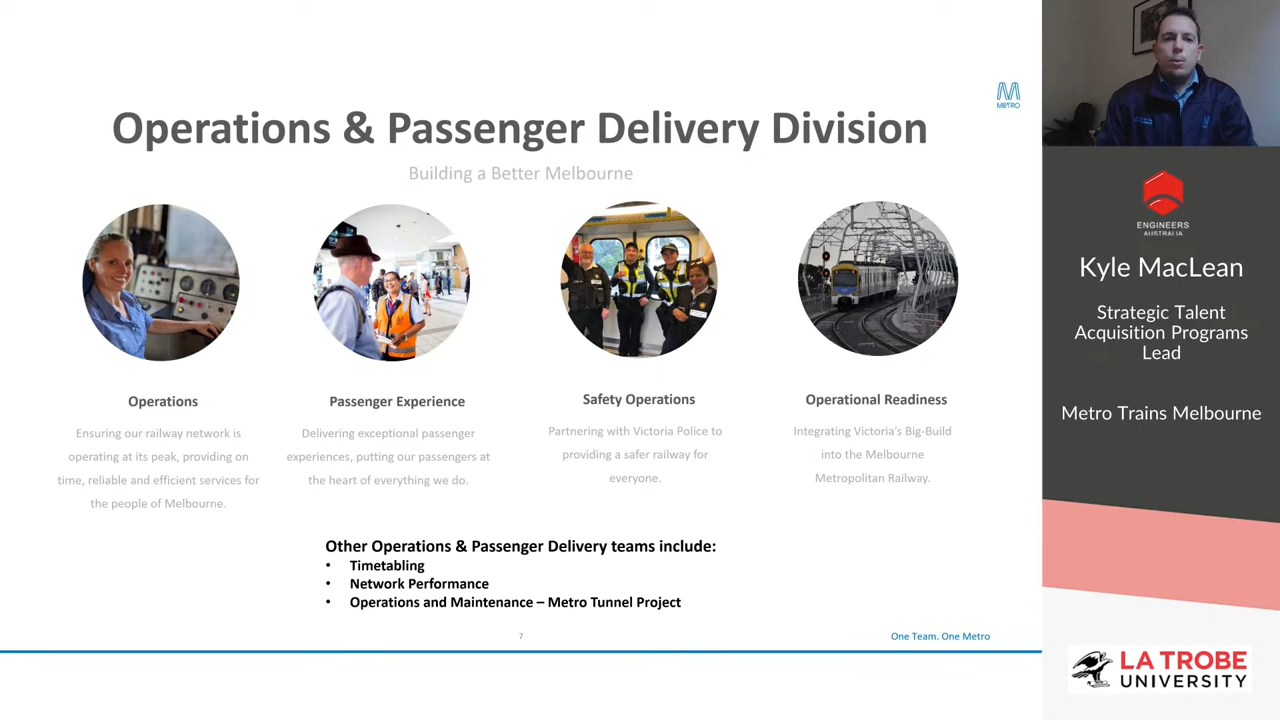 METRO
Operations & Passenger Delivery Division
Building a Better Melbourne
Operations
Ensuring our railway network is
operating at its peak, providing on
time, reliable and efficient services for
the people of Melbourne.
Passenger Experience
Delivering exceptional passenger
experiences, putting our passengers at
the heart of everything we do.
Safety Operations
Partnering with Victoria Police to
providing a safer railway for
everyone.
Operational Readiness
Integrating Victoria's Big-Build
into the Melbourne
Metropolitan Railway.
Other Operations & Passenger Delivery teams include:
• Timetabling
• Network Performance
• Operations and Maintenance – Metro Tunnel Project
7
One Team. One Metro
ENGINEERS
AUSTRALIA
Kyle MacLean
Strategic Talent
Acquisition Programs
Lead
Metro Trains Melbourne
LA TROBE
UNIVERSITY